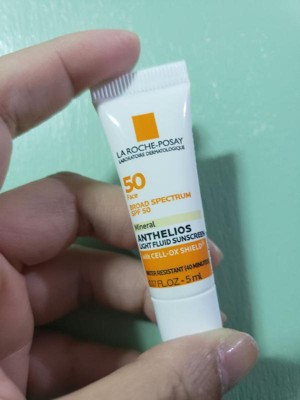 LA ROCHE-POSAY
LABORATOIRE DERMATOLOGIQUE
50
Face
BROAD SPECTRUM
SPF 50
Mineral
ANTHELIOS
LIGHT FLUID SUNSCREEN
with CELL-OX SHIELD
WATER RESISTANT (40 MINUTES)
FL.OZ - 5 ml